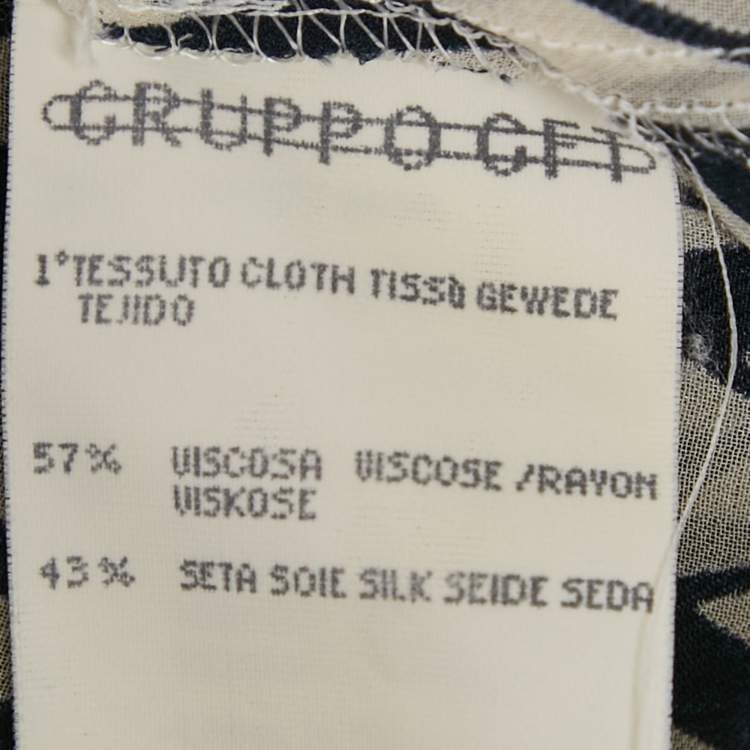 GRUPPO GFT
1°TESSUTO CLOTH TISSÙ GEWEDE
TEJIDO
57% VISCOSA VISCOSE /RAYON
VISKOSE
43% SETA SOIE SILK SEIDE SEDA